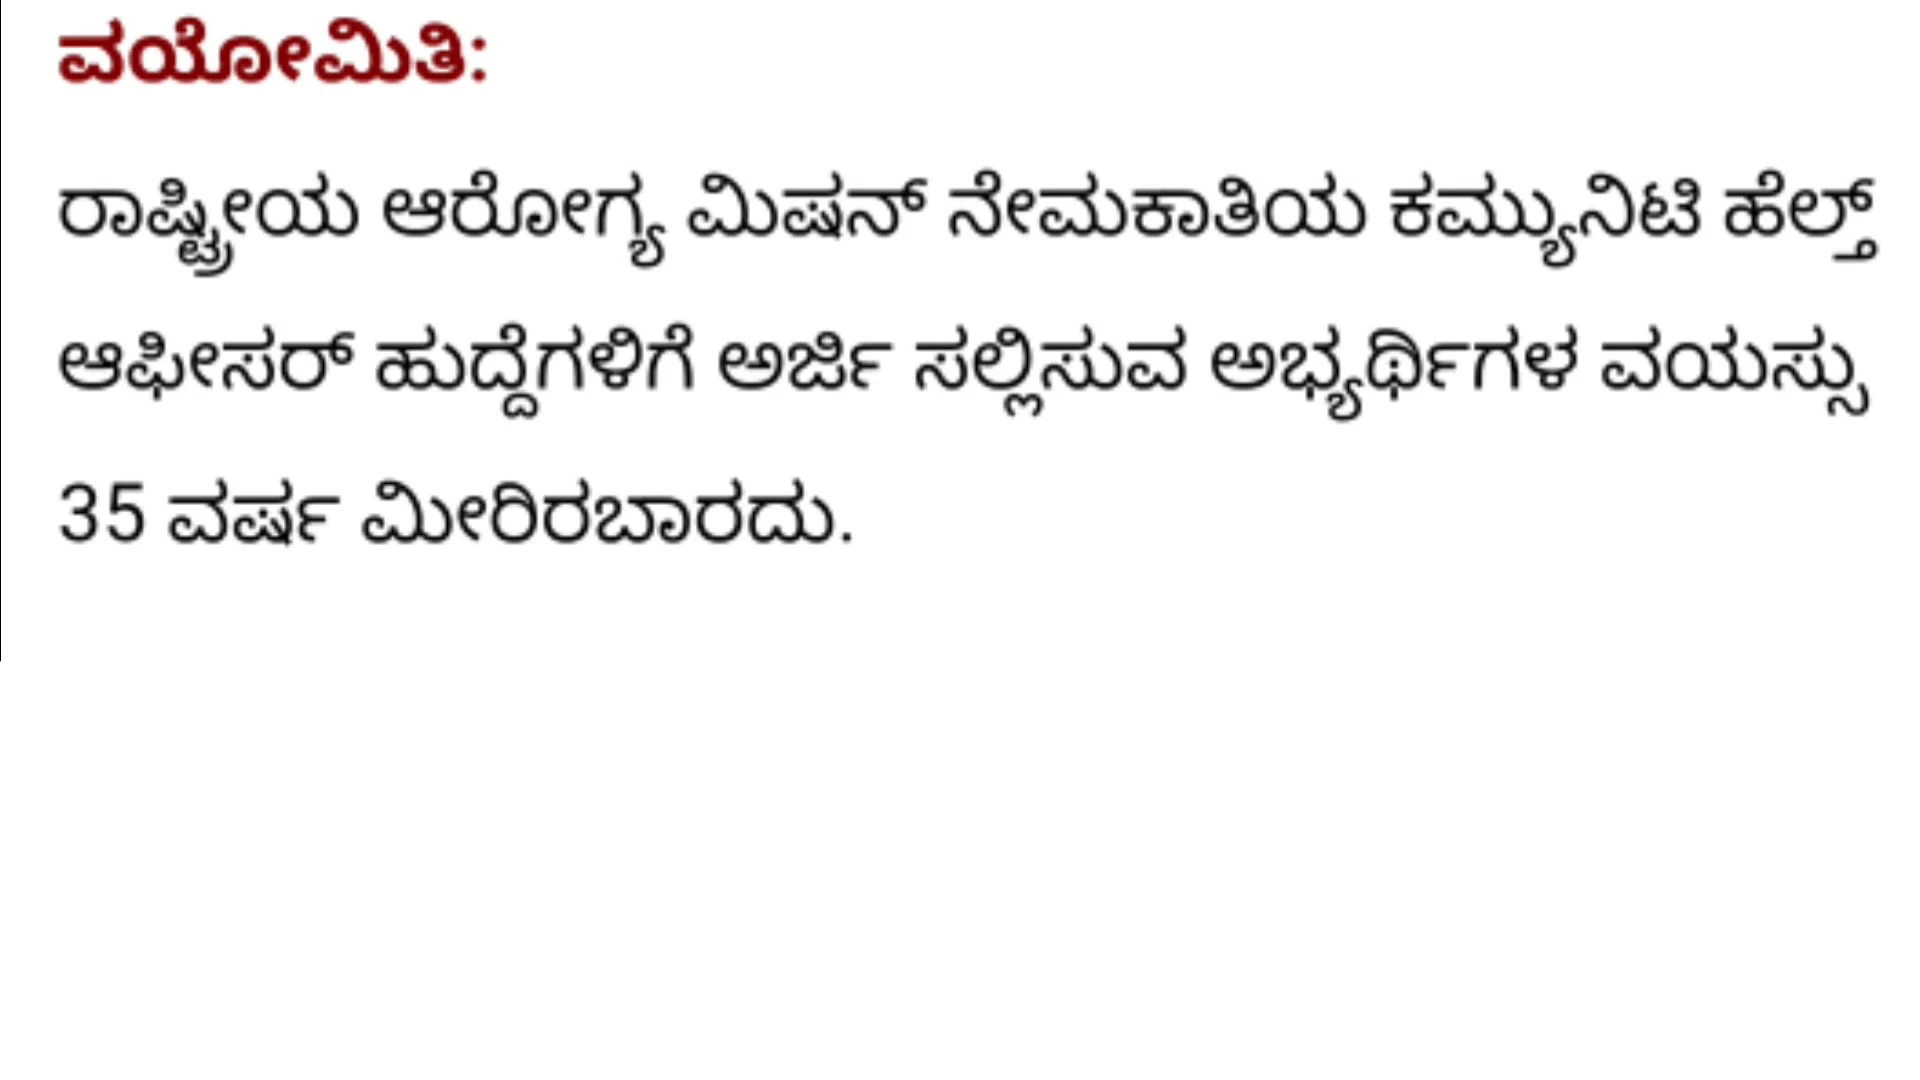 ವಯೋಮಿತಿ:
ರಾಷ್ಟ್ರೀಯ ಆರೋಗ್ಯ ಮಿಷನ್ ನೇಮಕಾತಿಯ ಕಮ್ಯುನಿಟಿ ಹೆಲ್ತ್
ಆಫೀಸರ್ ಹುದ್ದೆಗಳಿಗೆ ಅರ್ಜಿ ಸಲ್ಲಿಸುವ ಅಭ್ಯರ್ಥಿಗಳ ವಯಸ್ಸು
35 ವರ್ಷ ಮೀರಿರಬಾರದು.